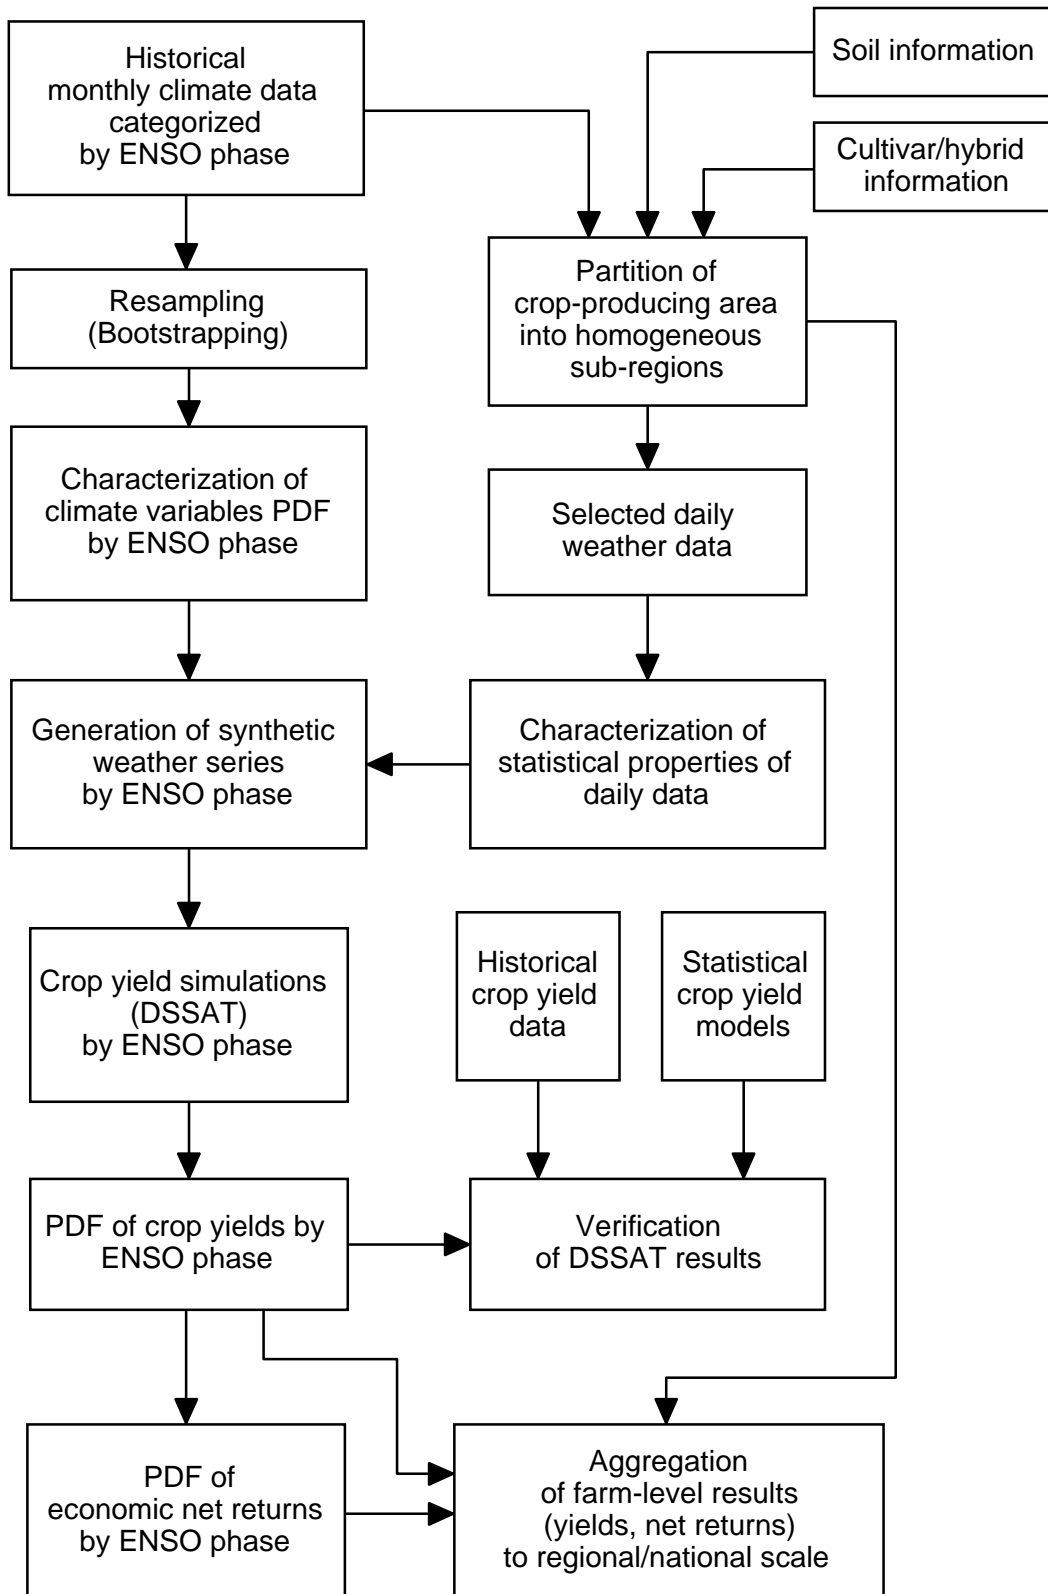 Historical
monthly climate data
categorized
by ENSO phase
Soil information
Cultivar/hybrid
information
Resampling
(Bootstrapping)
Partition of
crop-producing area
into homogeneous
sub-regions
Characterization of
climate variables PDF
by ENSO phase
Selected daily
weather data
Generation of synthetic
weather series
by ENSO phase
Characterization of
statistical properties of
daily data
Crop yield simulations
(DSSAT)
by ENSO phase
Historical
crop yield
data
Statistical
crop yield
models
PDF of crop yields by
ENSO phase
Verification
of DSSAT results
PDF of
economic net returns
by ENSO phase
Aggregation
of farm-level results
(yields, net returns)
to regional/national scale